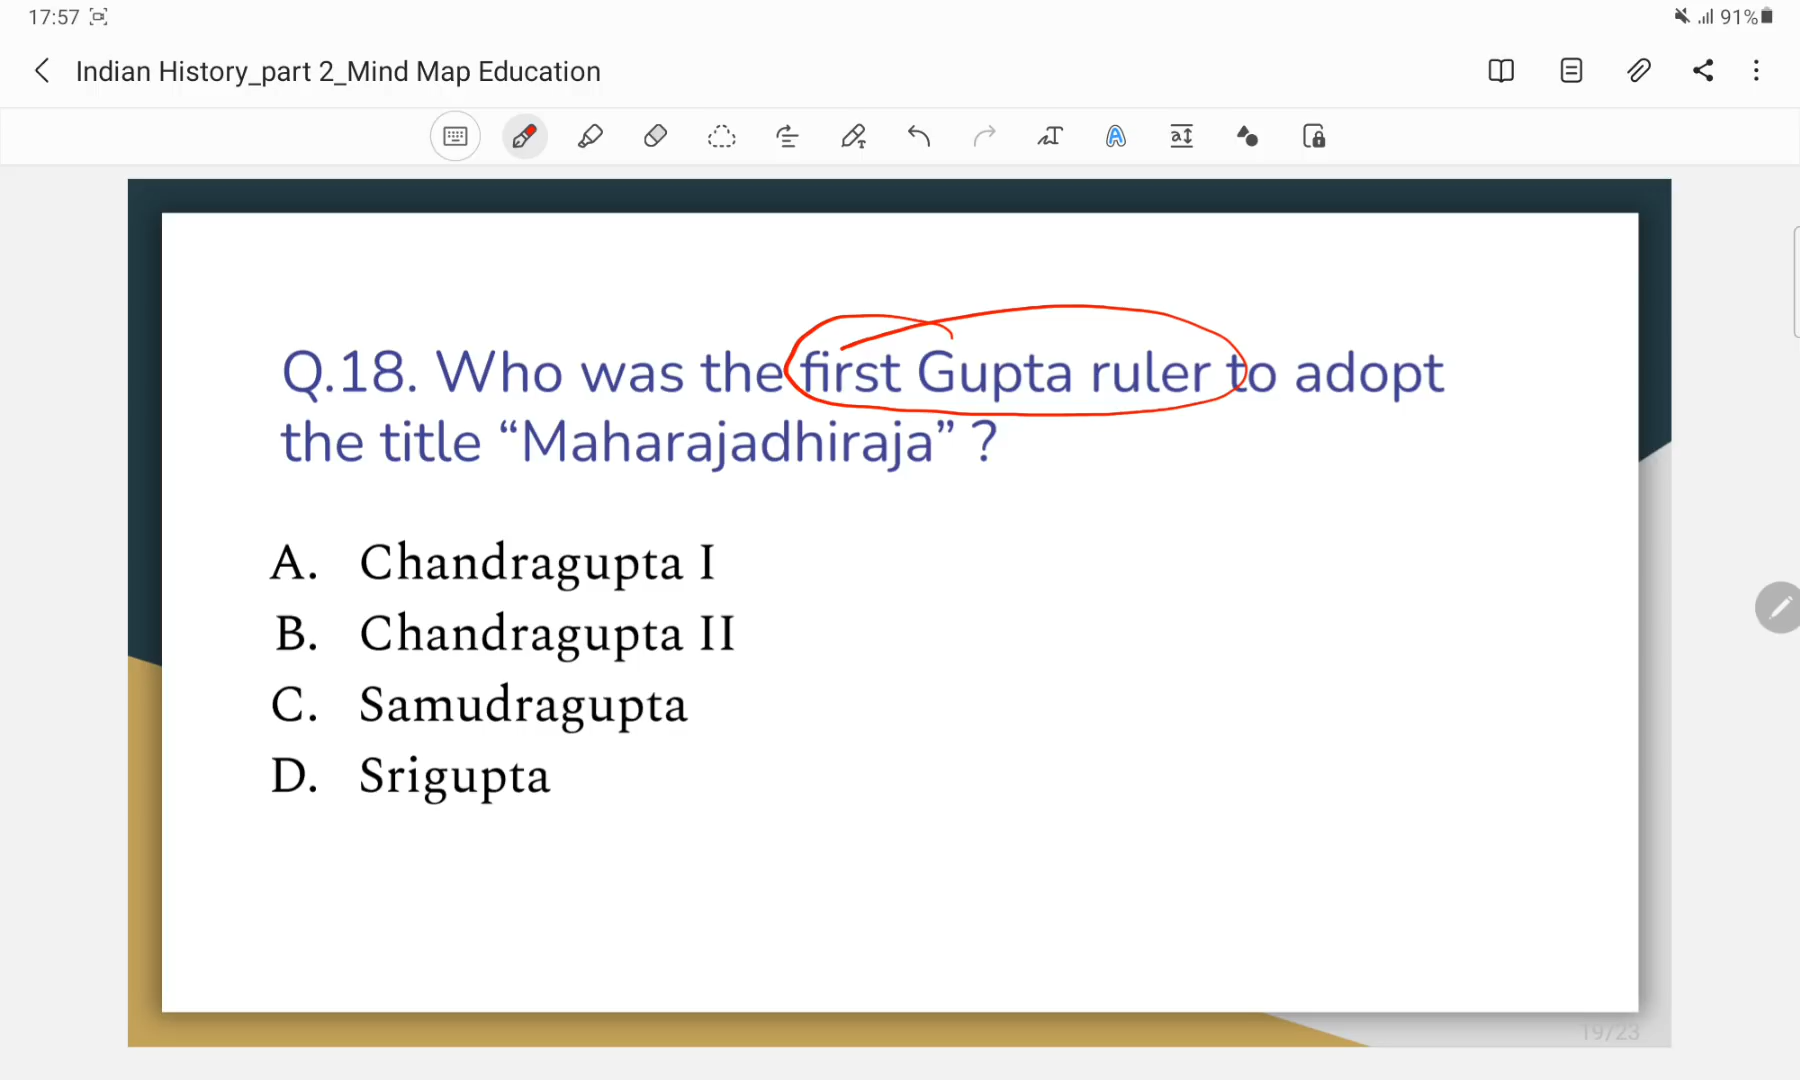 17:57
91%
Indian History_part 2_Mind Map Education
Q.18. Who was the first Gupta ruler to adopt
the title “Maharajadhiraja” ?
A. Chandragupta I
B. Chandragupta II
C. Samudragupta
D. Srigupta
19/23